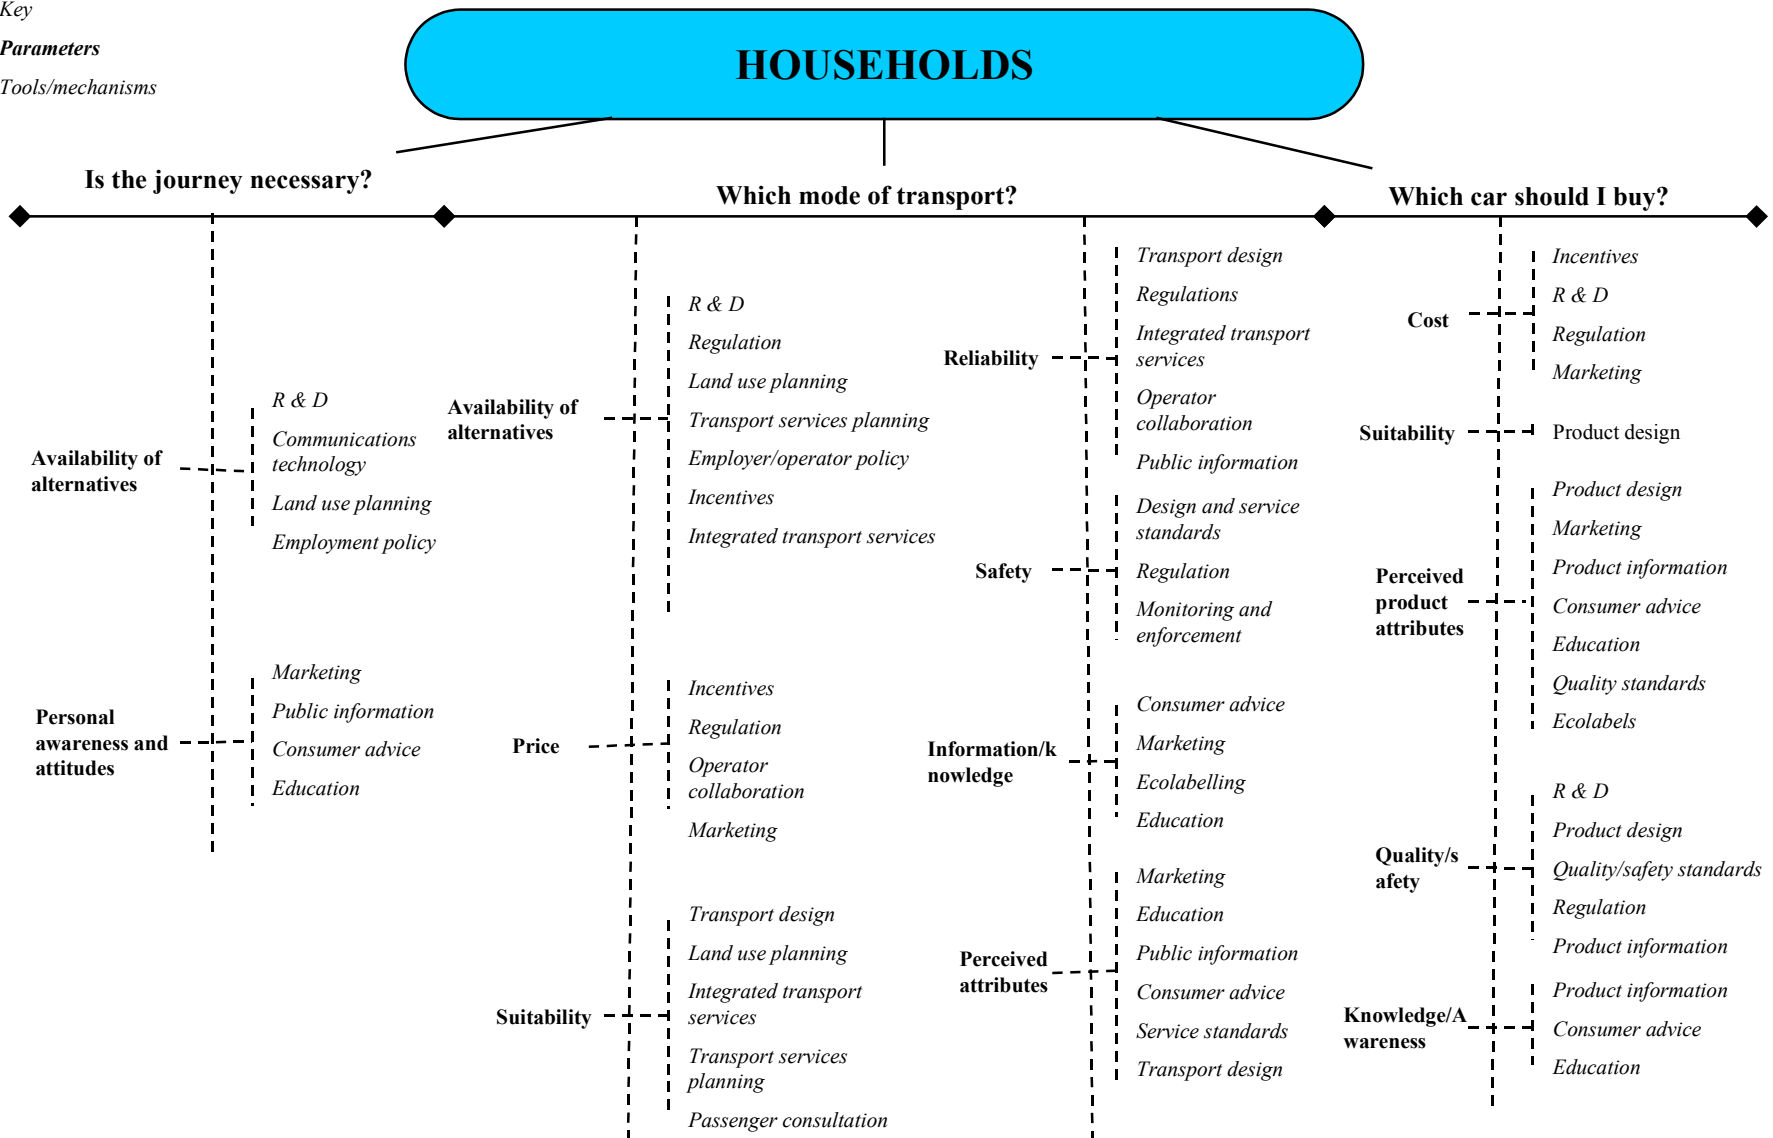 Key
Parameters
Tools/mechanisms
HOUSEHOLDS
Is the journey necessary?
Availability of
alternatives
R & D
Communications
technology
Land use planning
Employment policy
Personal
awareness and
attitudes
Marketing
Public information
Consumer advice
Education
Which mode of transport?
Availability of
alternatives
R & D
Regulation
Land use planning
Transport services planning
Employer/operator policy
Incentives
Integrated transport services
Price
Incentives
Regulation
Operator
collaboration
Marketing
Suitability
Transport design
Land use planning
Integrated transport
services
Transport services
planning
Passenger consultation
Reliability
Transport design
Regulations
Integrated transport
services
Operator
collaboration
Public information
Safety
Design and service
standards
Regulation
Monitoring and
enforcement
Information/k
nowledge
Consumer advice
Marketing
Ecolabelling
Education
Perceived
attributes
Marketing
Education
Public information
Consumer advice
Service standards
Transport design
Which car should I buy?
Cost
Incentives
R & D
Regulation
Marketing
Suitability
Product design
Perceived
product
attributes
Product design
Marketing
Product information
Consumer advice
Education
Quality standards
Ecolabels
Quality/s
afety
R & D
Product design
Quality/safety standards
Regulation
Product information
Knowledge/A
wareness
Product information
Consumer advice
Education